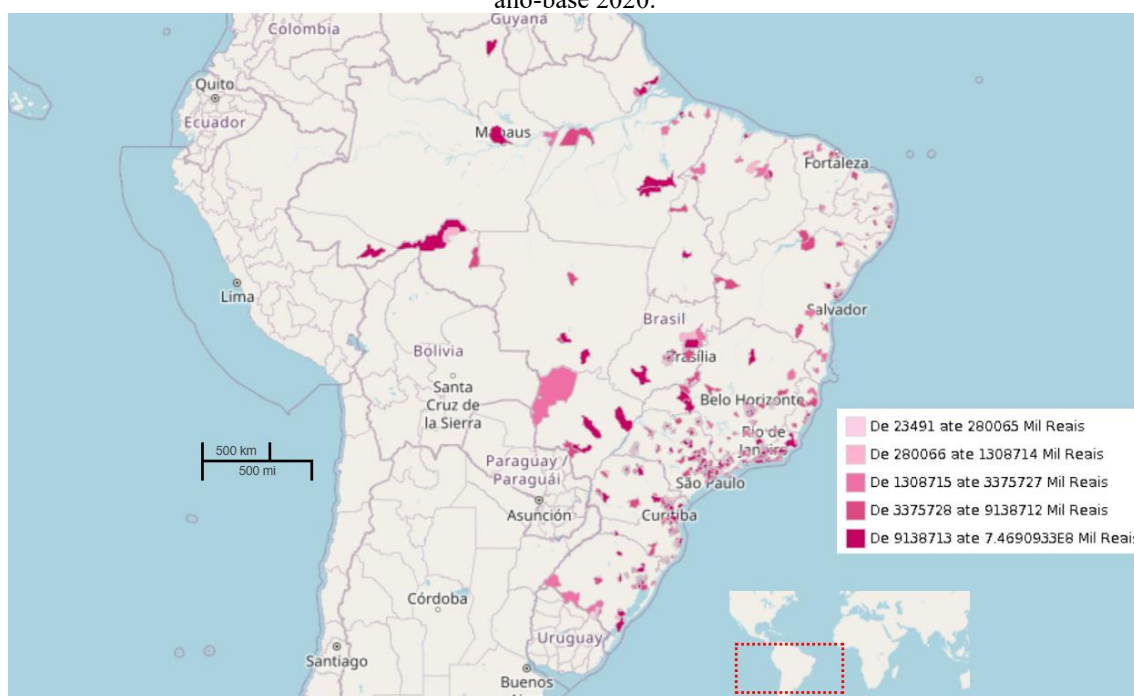 ano-base 2020.
Guyana
Colombia
Quito
Ecuador
Manaus
Fortaleza
Lima
Salvador
Brasil
Brasília
Bolivia
Santa
Cruz de
la Sierra
Belo Horizonte
Rio de
Janeiro
São Paulo
Paraguay /
Paraguái
Asunción
Curitiba
Córdoba
Uruguay
Santiago
Buenos
500 km
500 mi
De 23491 ate 280065 Mil Reais
De 280066 ate 1308714 Mil Reais
De 1308715 ate 3375727 Mil Reais
De 3375728 ate 9138712 Mil Reais
De 9138713 ate 7.4690933E8 Mil Reais